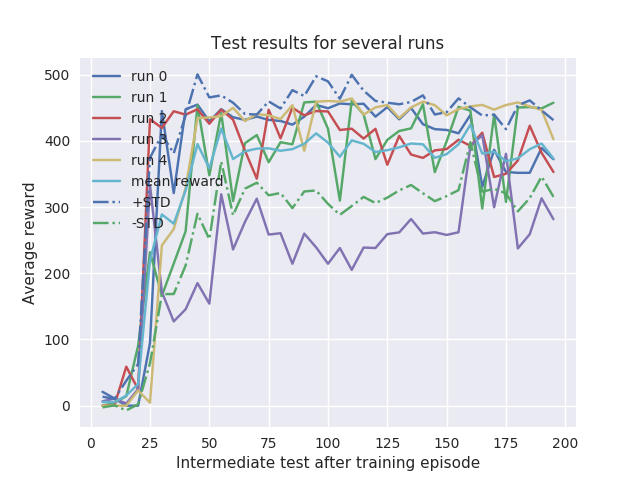 Test results for several runs
500
400
300
200
100
0
Average reward
run 0
run 1
run 2
run 3
run 4
mean reward
+STD
-STD
0 25 50 75 100 125 150 175 200
Intermediate test after training episode